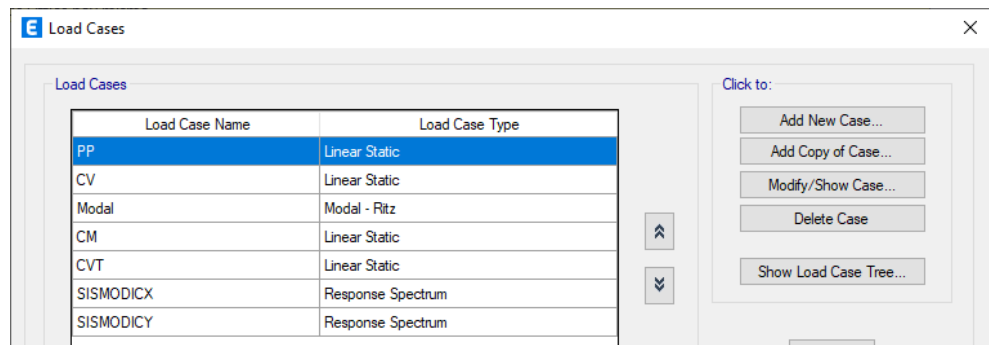 E Load Cases
Load Cases
Load Case Name Load Case Type
PP Linear Static
CV Linear Static
Modal Modal - Ritz
CM Linear Static
CVT Linear Static
SISMODICX Response Spectrum
SISMODICY Response Spectrum
Click to:
Add New Case...
Add Copy of Case...
Modify/Show Case...
Delete Case
Show Load Case Tree...